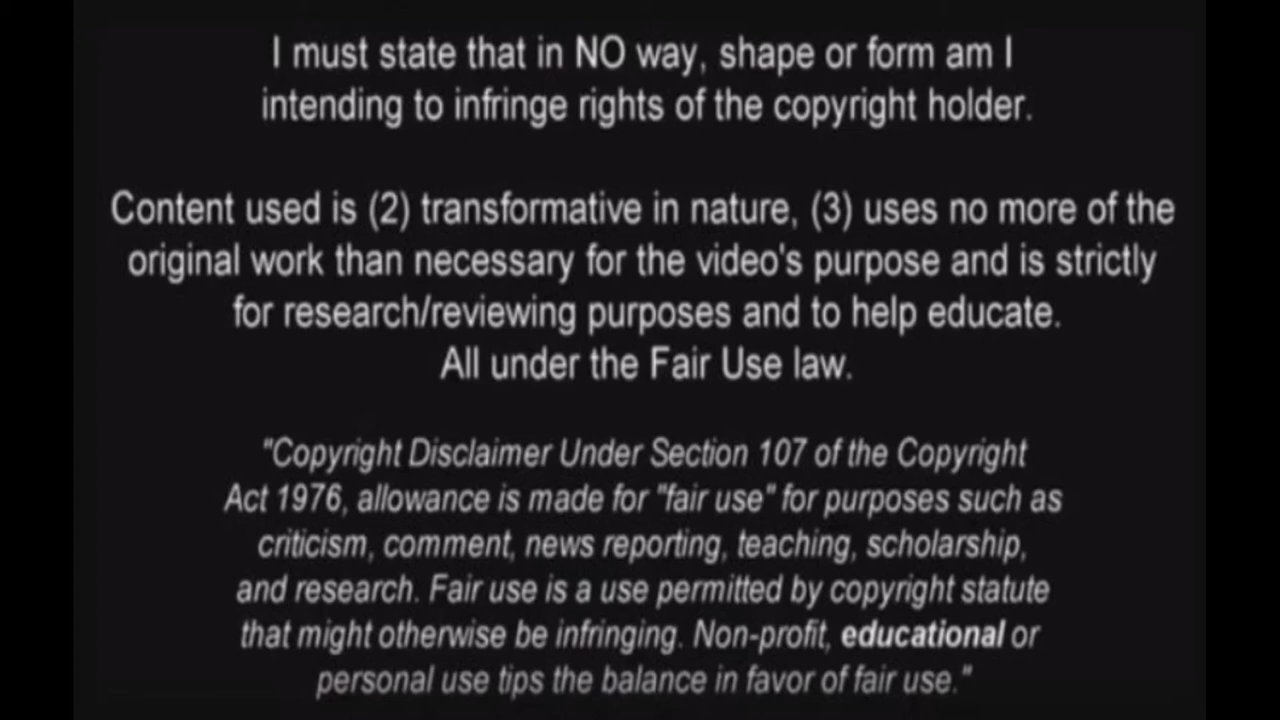 I must state that in NO way, shape or form am I
intending to infringe rights of the copyright holder.
Content used is (2) transformative in nature, (3) uses no more of the
original work than necessary for the video's purpose and is strictly
for research/reviewing purposes and to help educate.
All under the Fair Use law.
"Copyright Disclaimer Under Section 107 of the Copyright
Act 1976, allowance is made for "fair use" for purposes such as
criticism, comment, news reporting, teaching, scholarship,
and research. Fair use is a use permitted by copyright statute
that might otherwise be infringing. Non-profit, educational or
personal use tips the balance in favor of fair use."